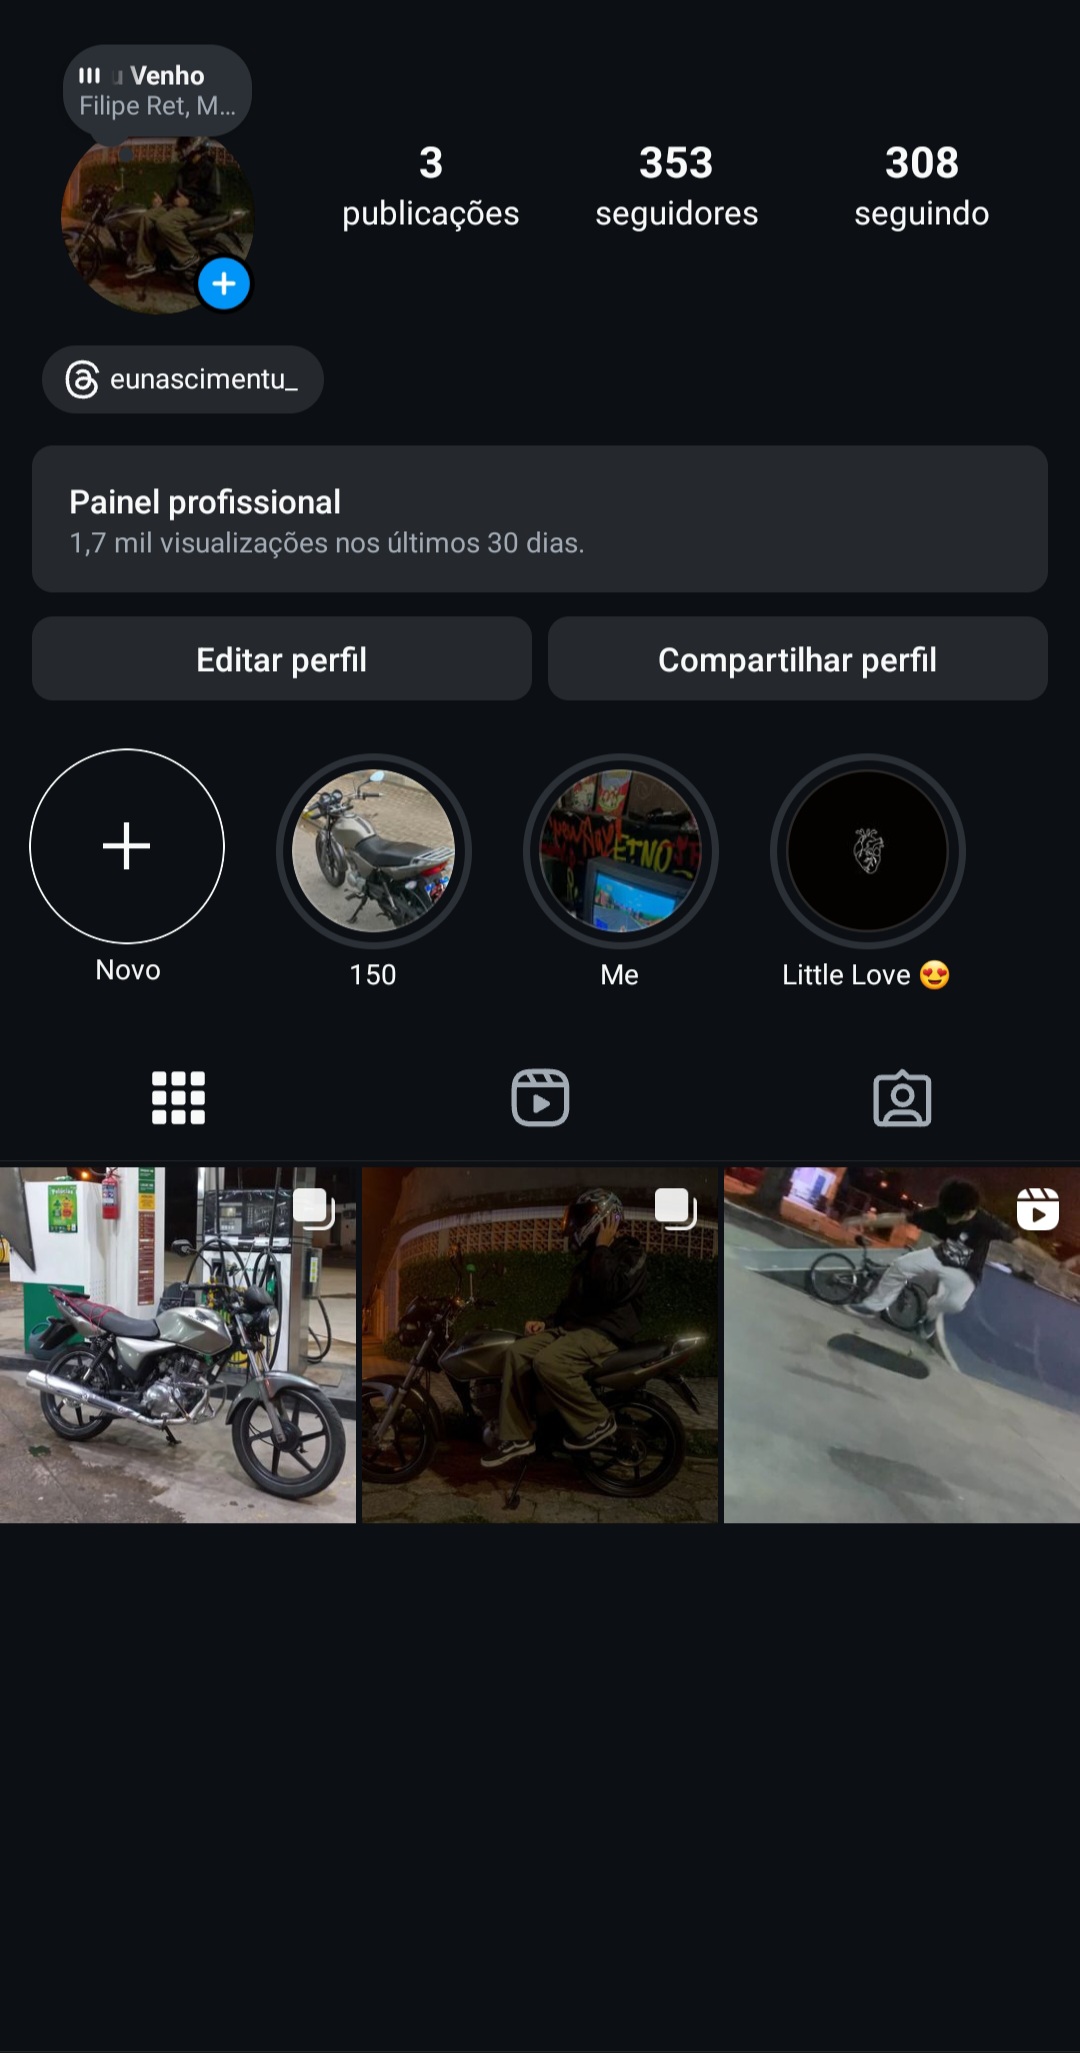 Venho
Filipe Ret, M...
3
publicações
353
seguidores
308
seguindo
eunascimentu_
Painel profissional
1,7 mil visualizações nos últimos 30 dias.
Editar perfil
Compartilhar perfil
Novo
150
Me
Little Love 😍